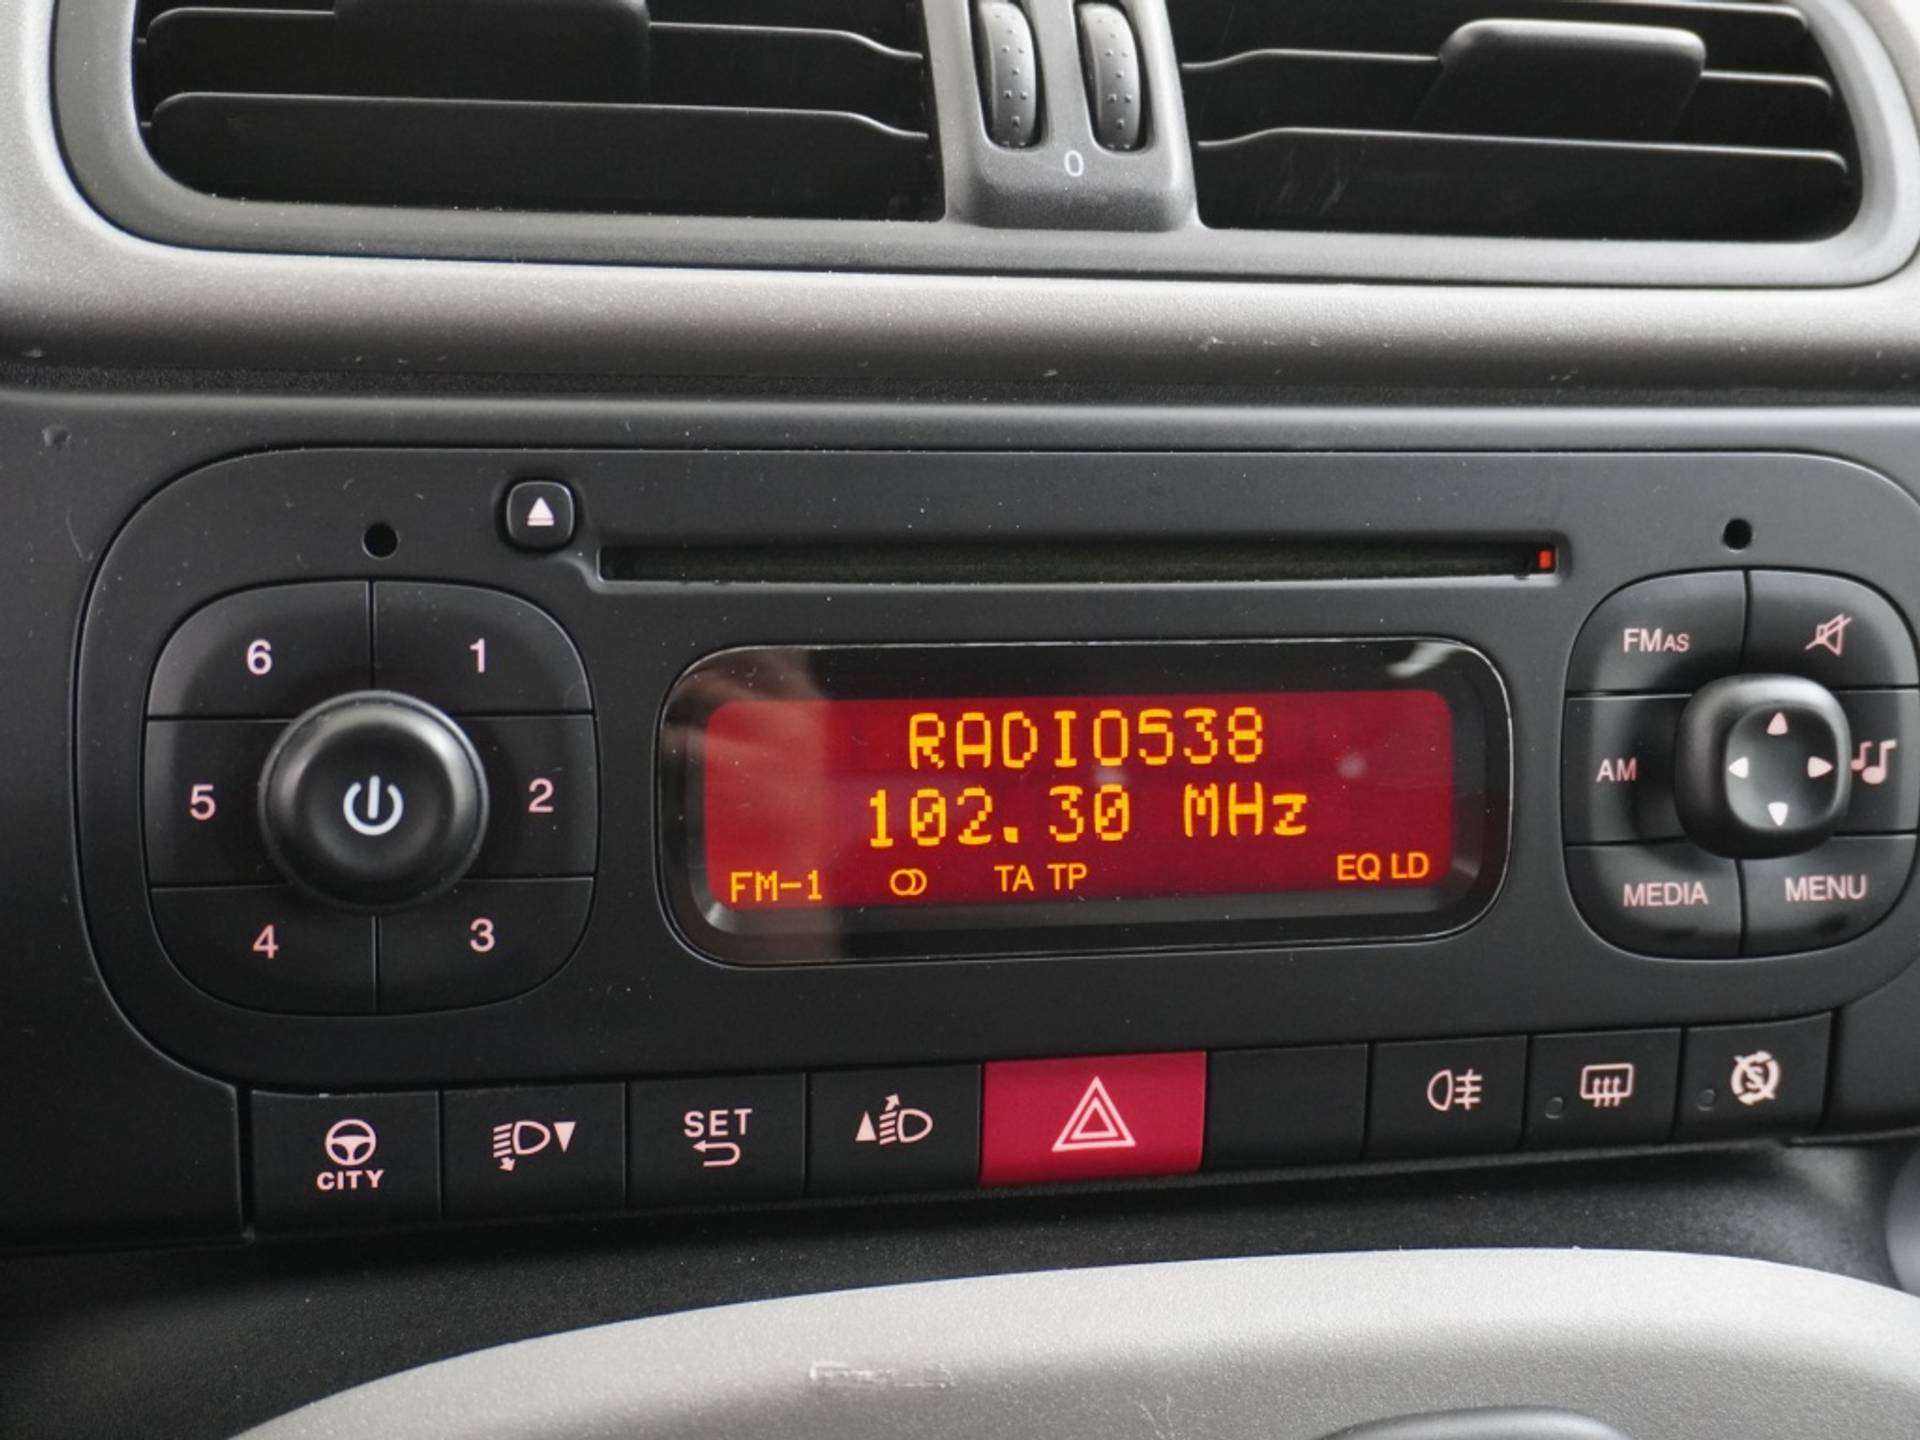 0
6 1
5 2
4 3
RADIO538
102.30 MHz
FM-1 TA TP EQ LD
FMAS
AM
MEDIA MENU
CITY
SET